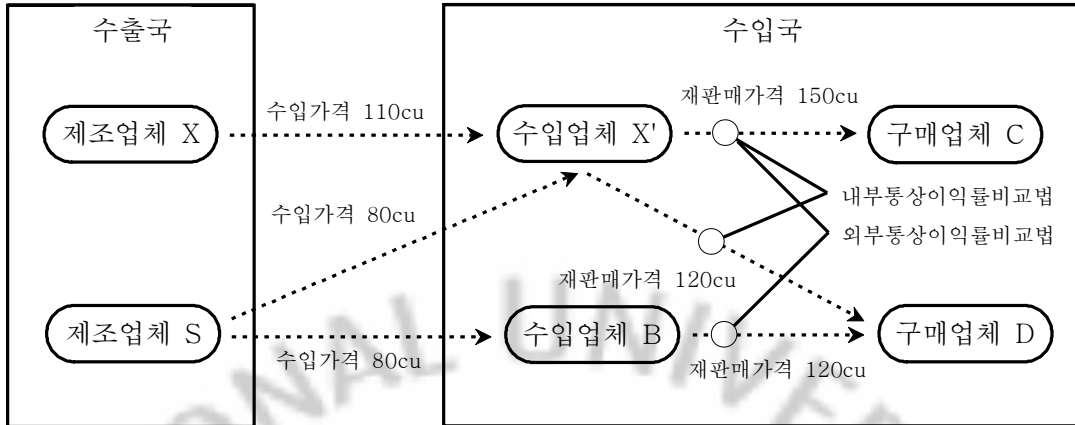 수출국
수입국
제조업체 X
수입가격 110cu
수입업체 X'
재판매가격 150cu
구매업체 C
수입가격 80cu
내부통상이익률비교법
외부통상이익률비교법
재판매가격 120cu
제조업체 S
수입가격 80cu
수입업체 B
재판매가격 120cu
구매업체 D
ONAL UNIVE